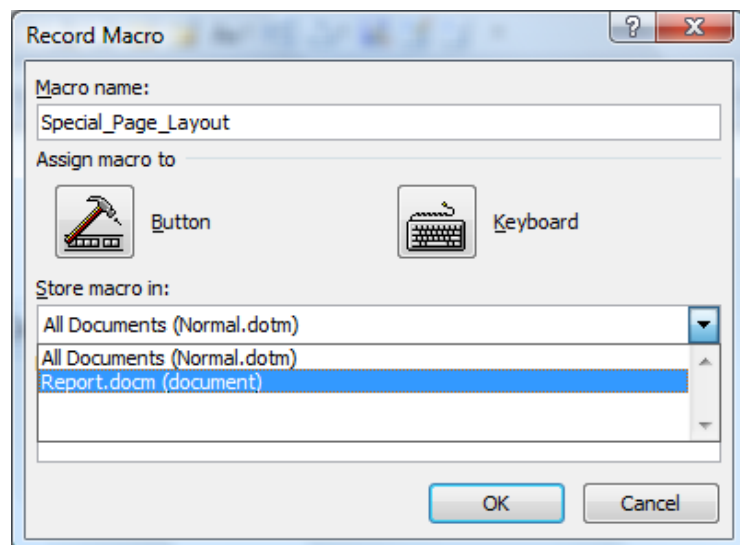 Record Macro
Macro name:
Special_Page_Layout
Assign macro to
Button Keyboard
Store macro in:
All Documents (Normal.dotm)
All Documents (Normal.dotm)
Report.docm (document)
OK Cancel